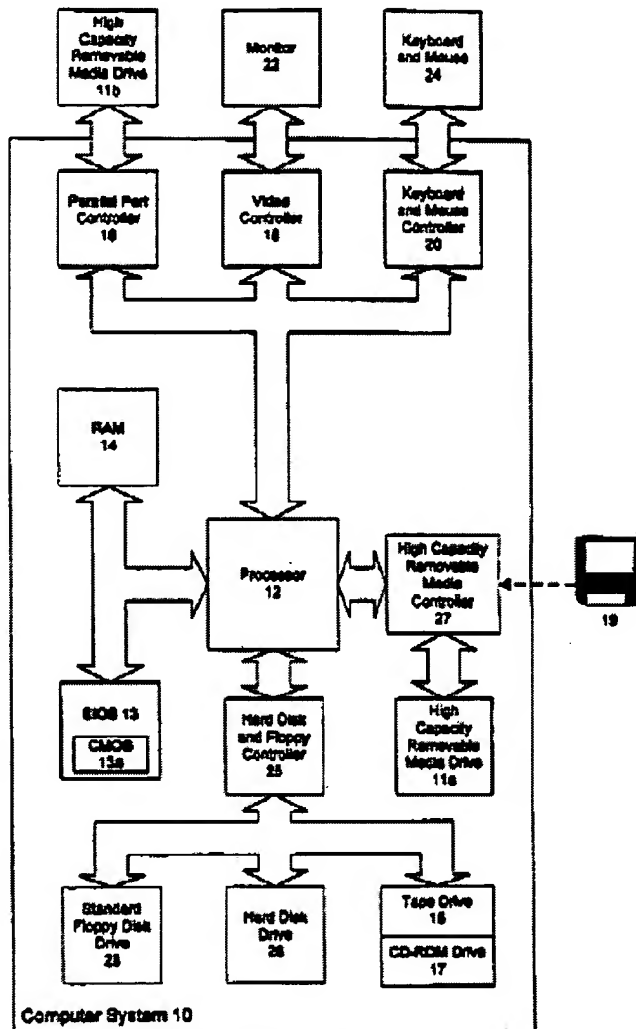 High
Capacity
Removable
Media Drive
11b
Monitor
22
Keyboard
and Mouse
24
Parallel Port
Controller
Video
Controller
18
Keyboard
and Mouse
Controller
20
RAM
14
Processor
12
High Capacity
Removable
Media
Controller
27
19
BIOS 13
CMOS
13a
Hard Disk
and Floppy
Controller
25
High
Capacity
Removable
Media Drive
11a
Standard
Floppy Disk
Drive
Hard Disk
Drive
26
Tape Drive
CD-ROM Drive
17
Computer System 10